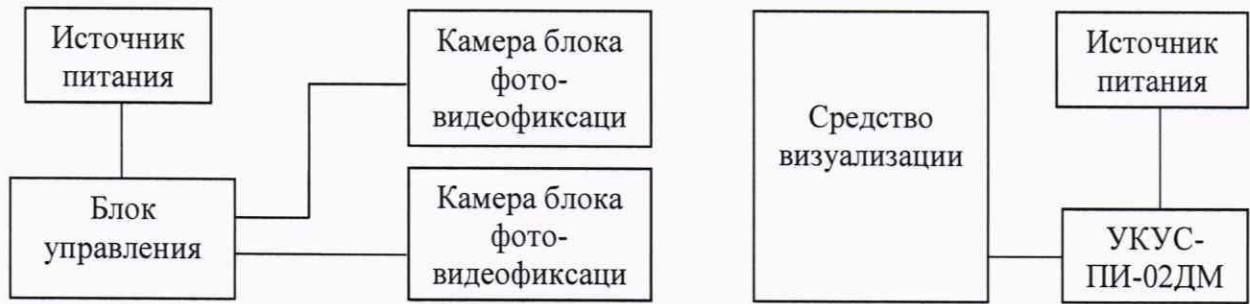 Источник
питания
Блок
управления
Камера блока
фото-
видеофиксаци
Камера блока
фото-
видеофиксаци
Средство
визуализации
Источник
питания
УКУС-
ПИ-02ДМ